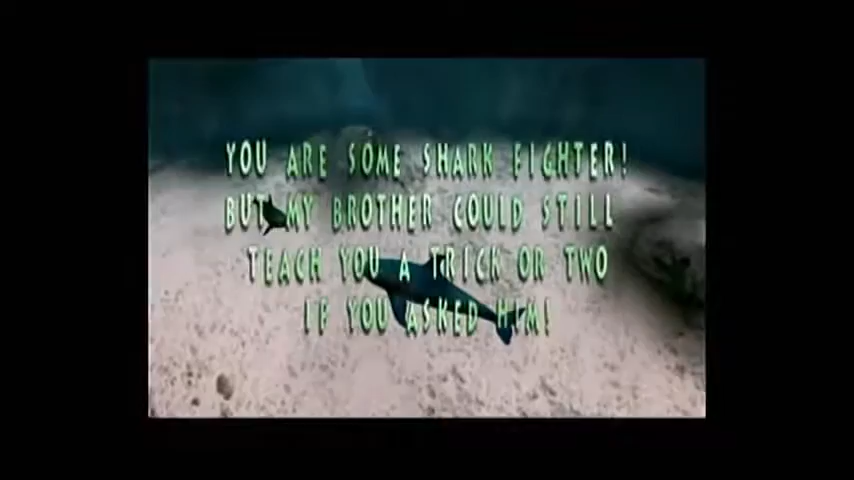 YOU ARE SOME SHARK FIGHTER!
BUT MY BROTHER COULD STILL
TEACH YOU A TRICK OR TWO
IF YOU ASKED HIM!